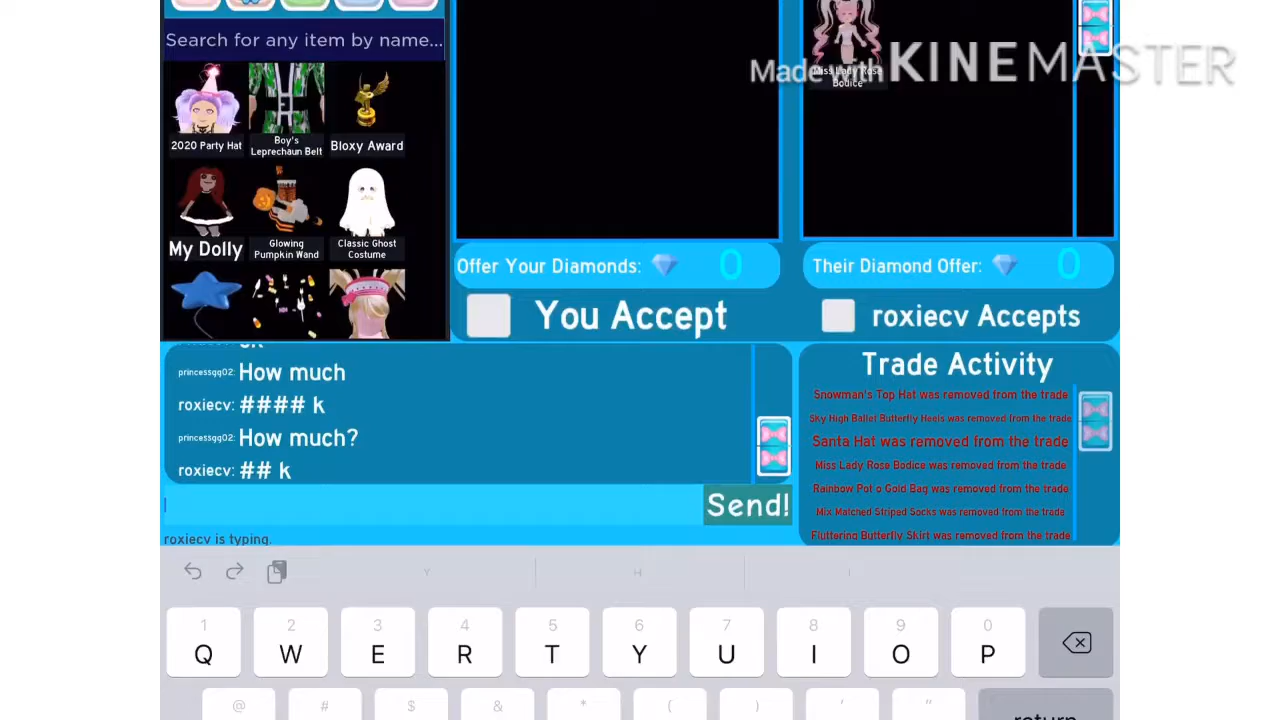 Search for any item by name...
Made with KINEMASTER
Miss Lady Rose
Bodice
2020 Party Hat
Boy's
Leprechaun Belt
Bloxy Award
My Dolly
Glowing
Pumpkin Wand
Classic Ghost
Costume
Offer Your Diamonds: 0
Their Diamond Offer: 0
You Accept
roxiecv Accepts
princessgg02: How much
roxiecv: #### k
princessgg02: How much?
roxiecv: ## k
Send!
roxiecv is typing.
Trade Activity
Snowman's Top Hat was removed from the trade
Sky High Ballet Butterfly Heels was removed from the trade
Santa Hat was removed from the trade
Miss Lady Rose Bodice was removed from the trade
Rainbow Pot o Gold Bag was removed from the trade
Mix Matched Striped Socks was removed from the trade
Fluttering Butterfly Skirt was removed from the trade
Y H I
1 2 3 4 5 6 7 8 9 0
Q W E R T Y U I O P
@ # $ & * ( ) ' "
return